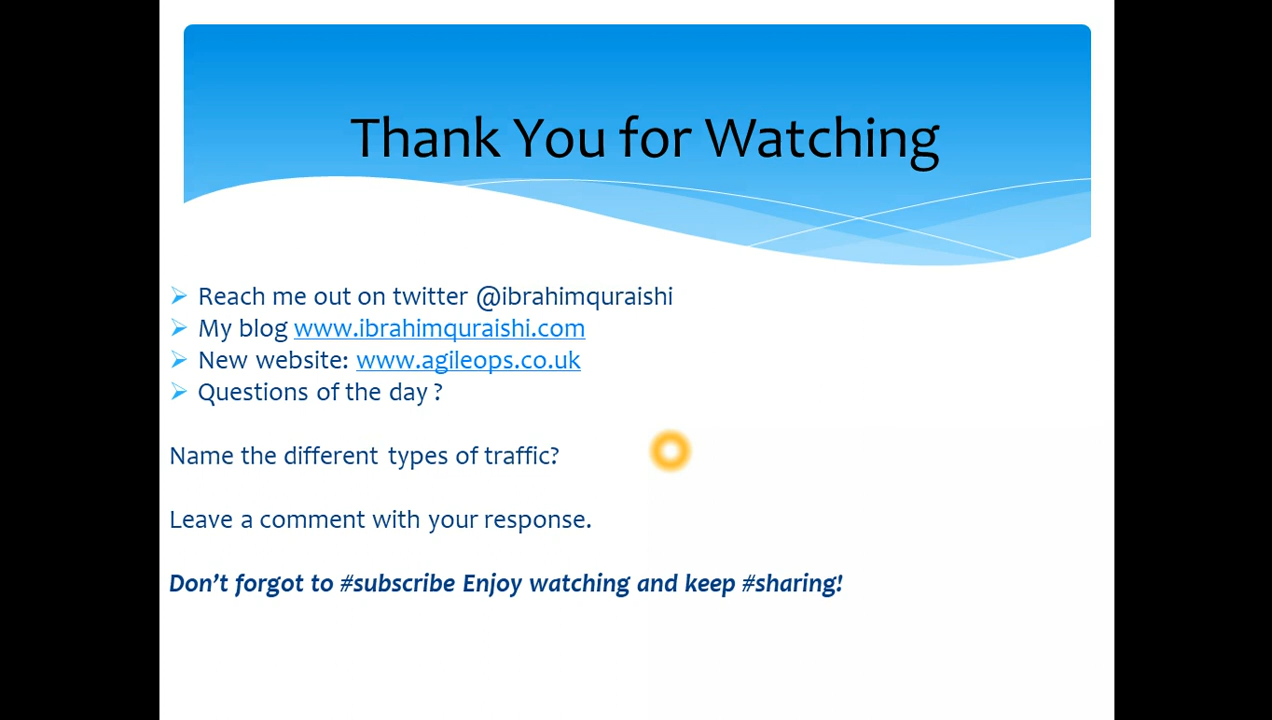 Thank You for Watching
Reach me out on twitter @ibrahimquraishi
My blog www.ibrahimquraishi.com
New website: www.agileops.co.uk
Questions of the day ?
Name the different types of traffic?
Leave a comment with your response.
Don’t forgot to #subscribe Enjoy watching and keep #sharing!